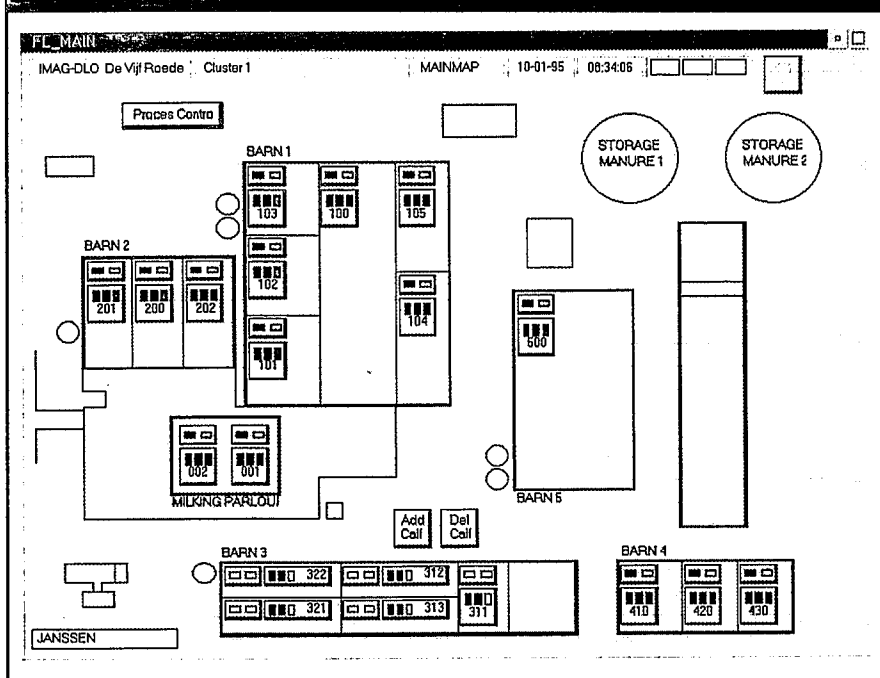 FC_MAIN
IMAG-DLO De Vijf Roede Cluster 1 MAINMAP 10-01-95 08:34:06
Proces Contro
STORAGE
MANURE 1
STORAGE
MANURE 2
BARN 1
103 100 105
BARN 2
102
201 200 202
104
101
500
002 001
MILKING PARLOUI
BARN 5
Add
Calf
Del
Calf
BARN 3
BARN 4
322 312
321 313 311
410 420 430
JANSSEN